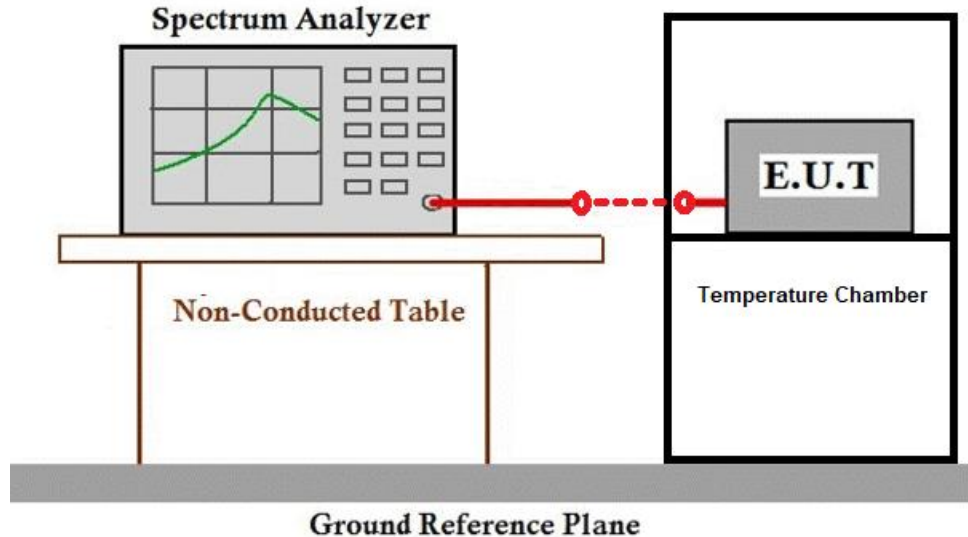 Spectrum Analyzer
E.U.T
Temperature Chamber
Non-Conducted Table
Ground Reference Plane